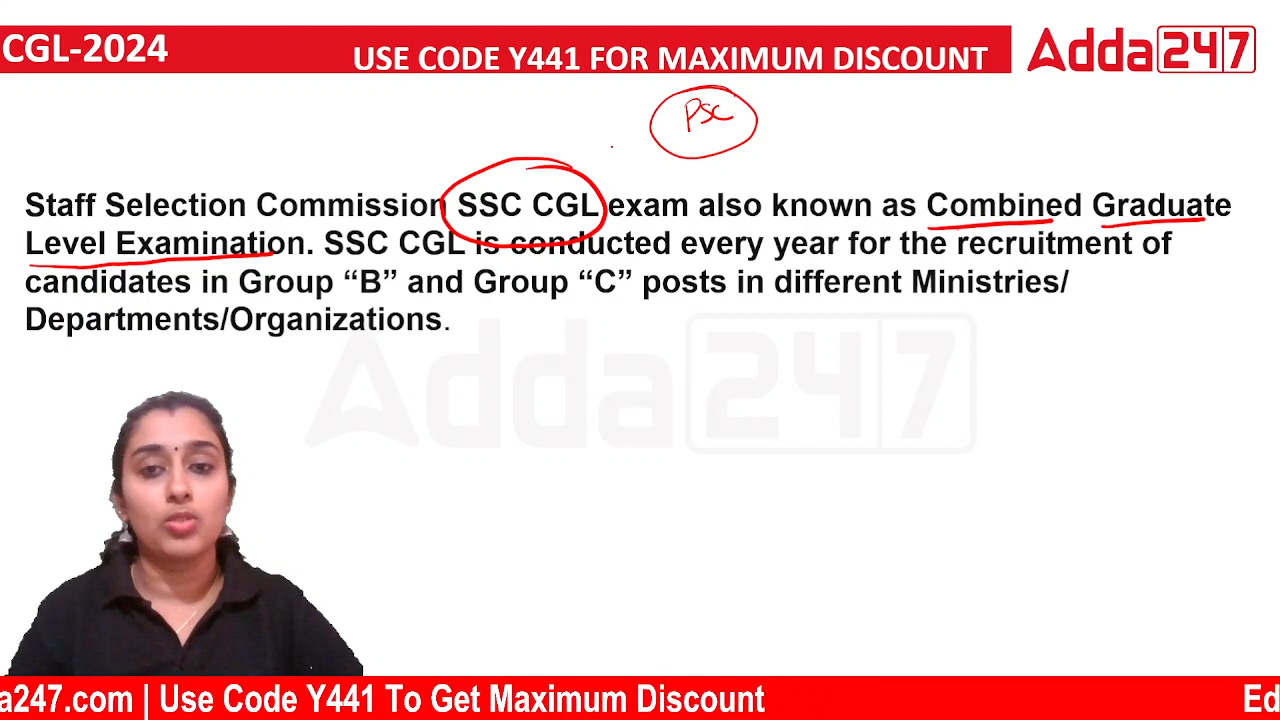 CGL-2024
USE CODE Y441 FOR MAXIMUM DISCOUNT
Adda247
PSC
Staff Selection Commission SSC CGL exam also known as Combined Graduate
Level Examination. SSC CGL is conducted every year for the recruitment of
candidates in Group “B” and Group “C” posts in different Ministries/
Departments/Organizations.
Adda247
a247.com | Use Code Y441 To Get Maximum Discount
Ed